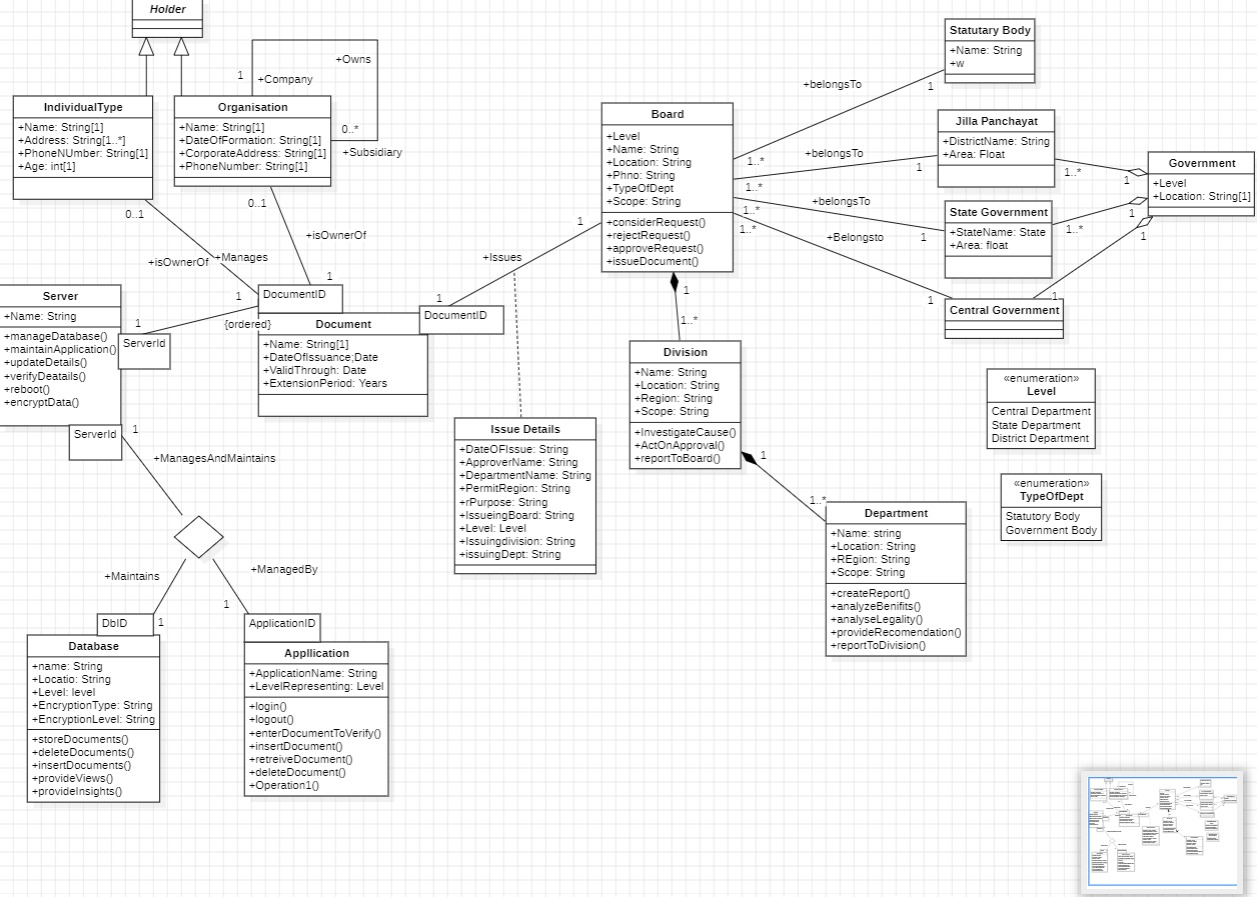 Holder
IndividualType
+Name: String[1]
+Address: String[1..*]
+PhoneNUmber: String[1]
+Age: int[1]
Organisation
+Name: String[1]
+DateOfFormation: String[1]
+CorporateAddress: String[1]
+PhoneNumber: String[1]
+Owns
1
+Company
0..*
+Subsidiary
0..1
0..1
+isOwnerOf
+isOwnerOf
+Manages
1
1
1
{ordered}
DocumentID
Document
+Name: String[1]
+DateOfIssuance;Date
+ValidThrough: Date
+ExtensionPeriod: Years
DocumentID
1
+Issues
1
Server
+Name: String
+manageDatabase()
+maintainApplication()
+updateDetails()
+verifyDeatails()
+reboot()
+encryptData()
ServerId
ServerId
1
+ManagesAndMaintains
+Maintains
+ManagedBy
1
1
DbID
Database
+name: String
+Locatio: String
+Level: level
+EncryptionType: String
+EncryptionLevel: String
+storeDocuments()
+deleteDocuments()
+insertDocuments()
+provideViews()
+provideInsights()
ApplicationID
Appllication
+ApplicationName: String
+LevelRepresenting: Level
+login()
+logout()
+enterDocumentToVerify()
+insertDocument()
+retreiveDocument()
+deleteDocument()
+Operation1()
Issue Details
+DateOFIssue: String
+ApproverName: String
+DepartmentName: String
+PermitRegion: String
+rPurpose: String
+IssueingBoard: String
+Level: Level
+Issuingdivision: String
+issuingDept: String
Board
+Level
+Name: String
+Location: String
+Phno: String
+TypeOfDept
+Scope: String
+considerRequest()
+rejectRequest()
+approveRequest()
+issueDocument()
1
1..*
Division
+Name: String
+Location: String
+Region: String
+Scope: String
+InvestigateCause()
+ActOnApproval()
+reportToBoard()
1
1..*
Department
+Name: string
+Location: String
+REgion: String
+Scope: String
+createReport()
+analyzeBenifits()
+analyseLegality()
+provideRecomendation()
+reportToDivision()
+belongsTo
1..*
1
+belongsTo
1..*
1
+belongsTo
1..*
1
+Belongsto
1..*
1
Statutary Body
+Name: String
+w
Jilla Panchayat
+DistrictName: String
+Area: Float
State Government
+StateName: State
+Area: float
Central Government
1..*
1
1..*
1
1
1
Government
+Level
+Location: String[1]
«enumeration»
Level
Central Department
State Department
District Department
«enumeration»
TypeOfDept
Statutory Body
Government Body